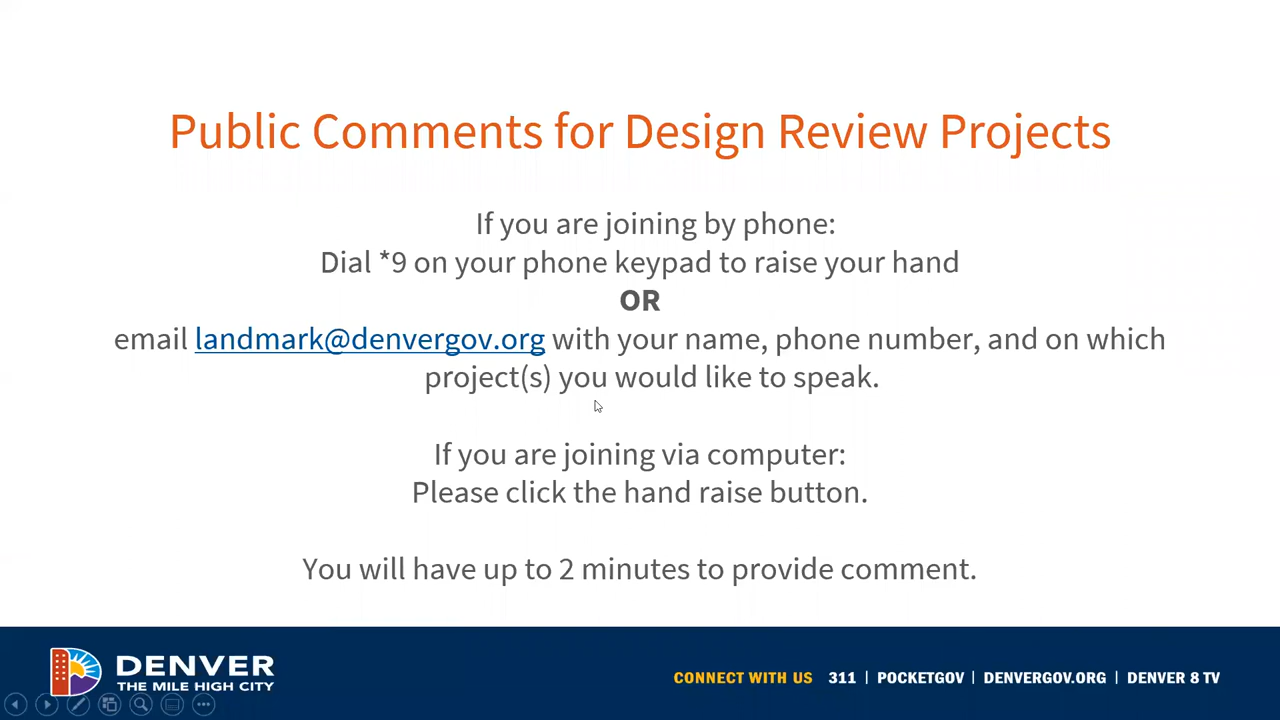 Public Comments for Design Review Projects
If you are joining by phone:
Dial *9 on your phone keypad to raise your hand
OR
email landmark@denvergov.org with your name, phone number, and on which
project(s) you would like to speak.
If you are joining via computer:
Please click the hand raise button.
You will have up to 2 minutes to provide comment.
DENVER
THE MILE HIGH CITY
CONNECT WITH US 311 | POCKETGOV | DENVERGOV.ORG | DENVER 8 TV